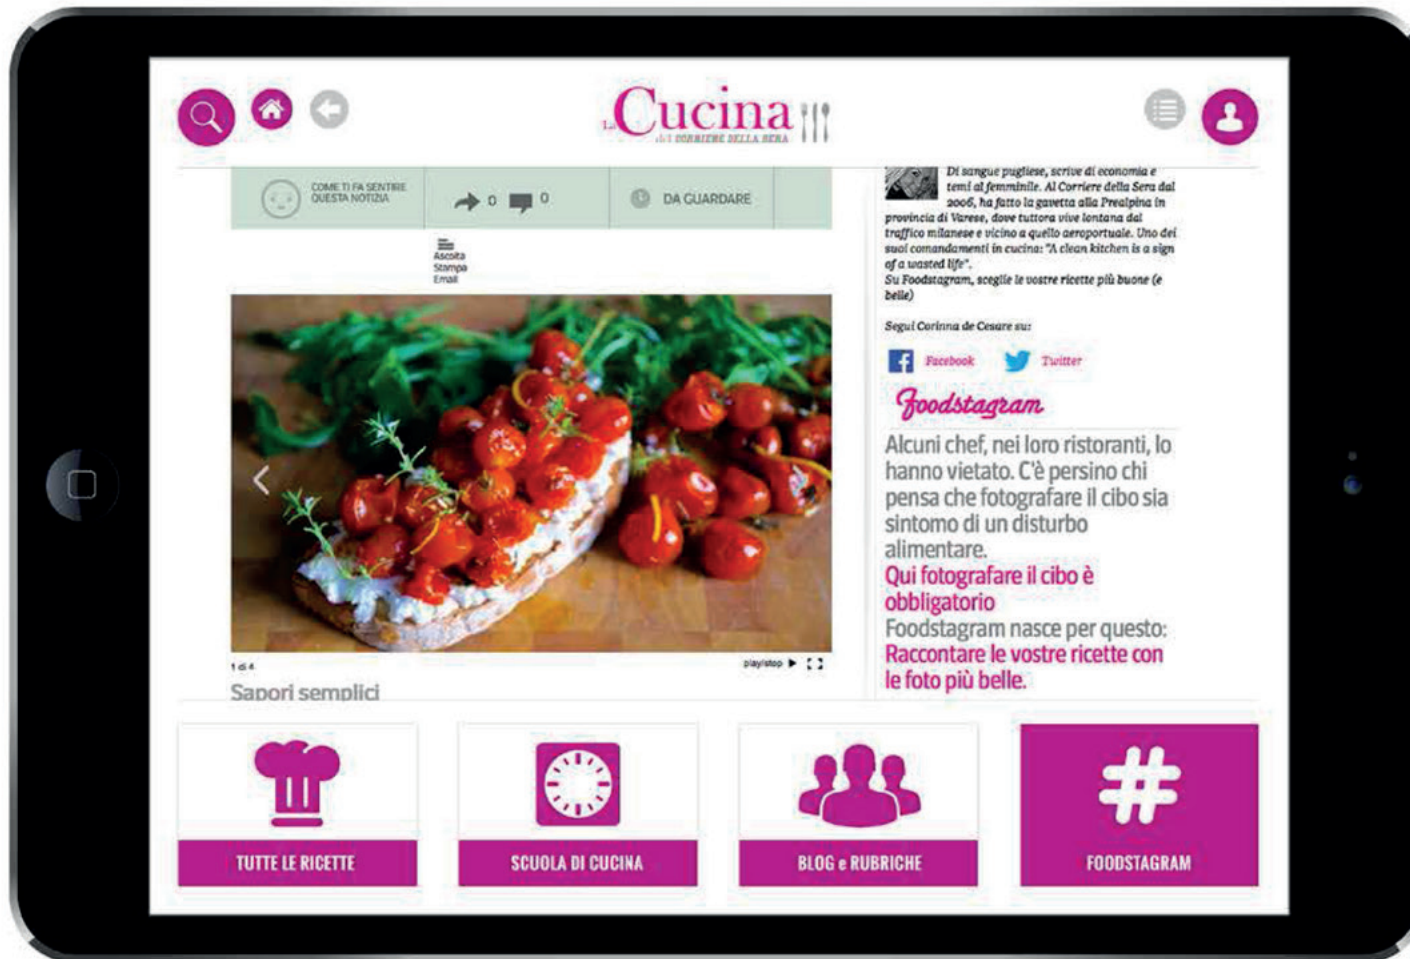 La Cucina
del CORRIERE DELLA SERA
COME TI FA SENTIRE
QUESTA NOTIZIA
0
0
DA GUARDARE
Ascolta
Stampa
Email
1 di 4
play/stop
Sapori semplici
Di sangue pugliese, scrive di economia e
temi al femminile. Al Corriere della Sera dal
2006, ha fatto la gavetta alla Prealpina in
provincia di Varese, dove tuttora vive lontana dal
traffico milanese e vicino a quello aeroportuale. Uno dei
suoi comandamenti in cucina: "A clean kitchen is a sign
of a wasted life".
Su Foodstagram, sceglie le vostre ricette più buone (e
belle)
Segui Corinna de Cesare su:
Facebook
Twitter
Foodstagram
Alcuni chef, nei loro ristoranti, lo
hanno vietato. C'è persino chi
pensa che fotografare il cibo sia
sintomo di un disturbo
alimentare.
Qui fotografare il cibo è
obbligatorio
Foodstagram nasce per questo:
Raccontare le vostre ricette con
le foto più belle.
TUTTE LE RICETTE
SCUOLA DI CUCINA
BLOG e RUBRICHE
FOODSTAGRAM